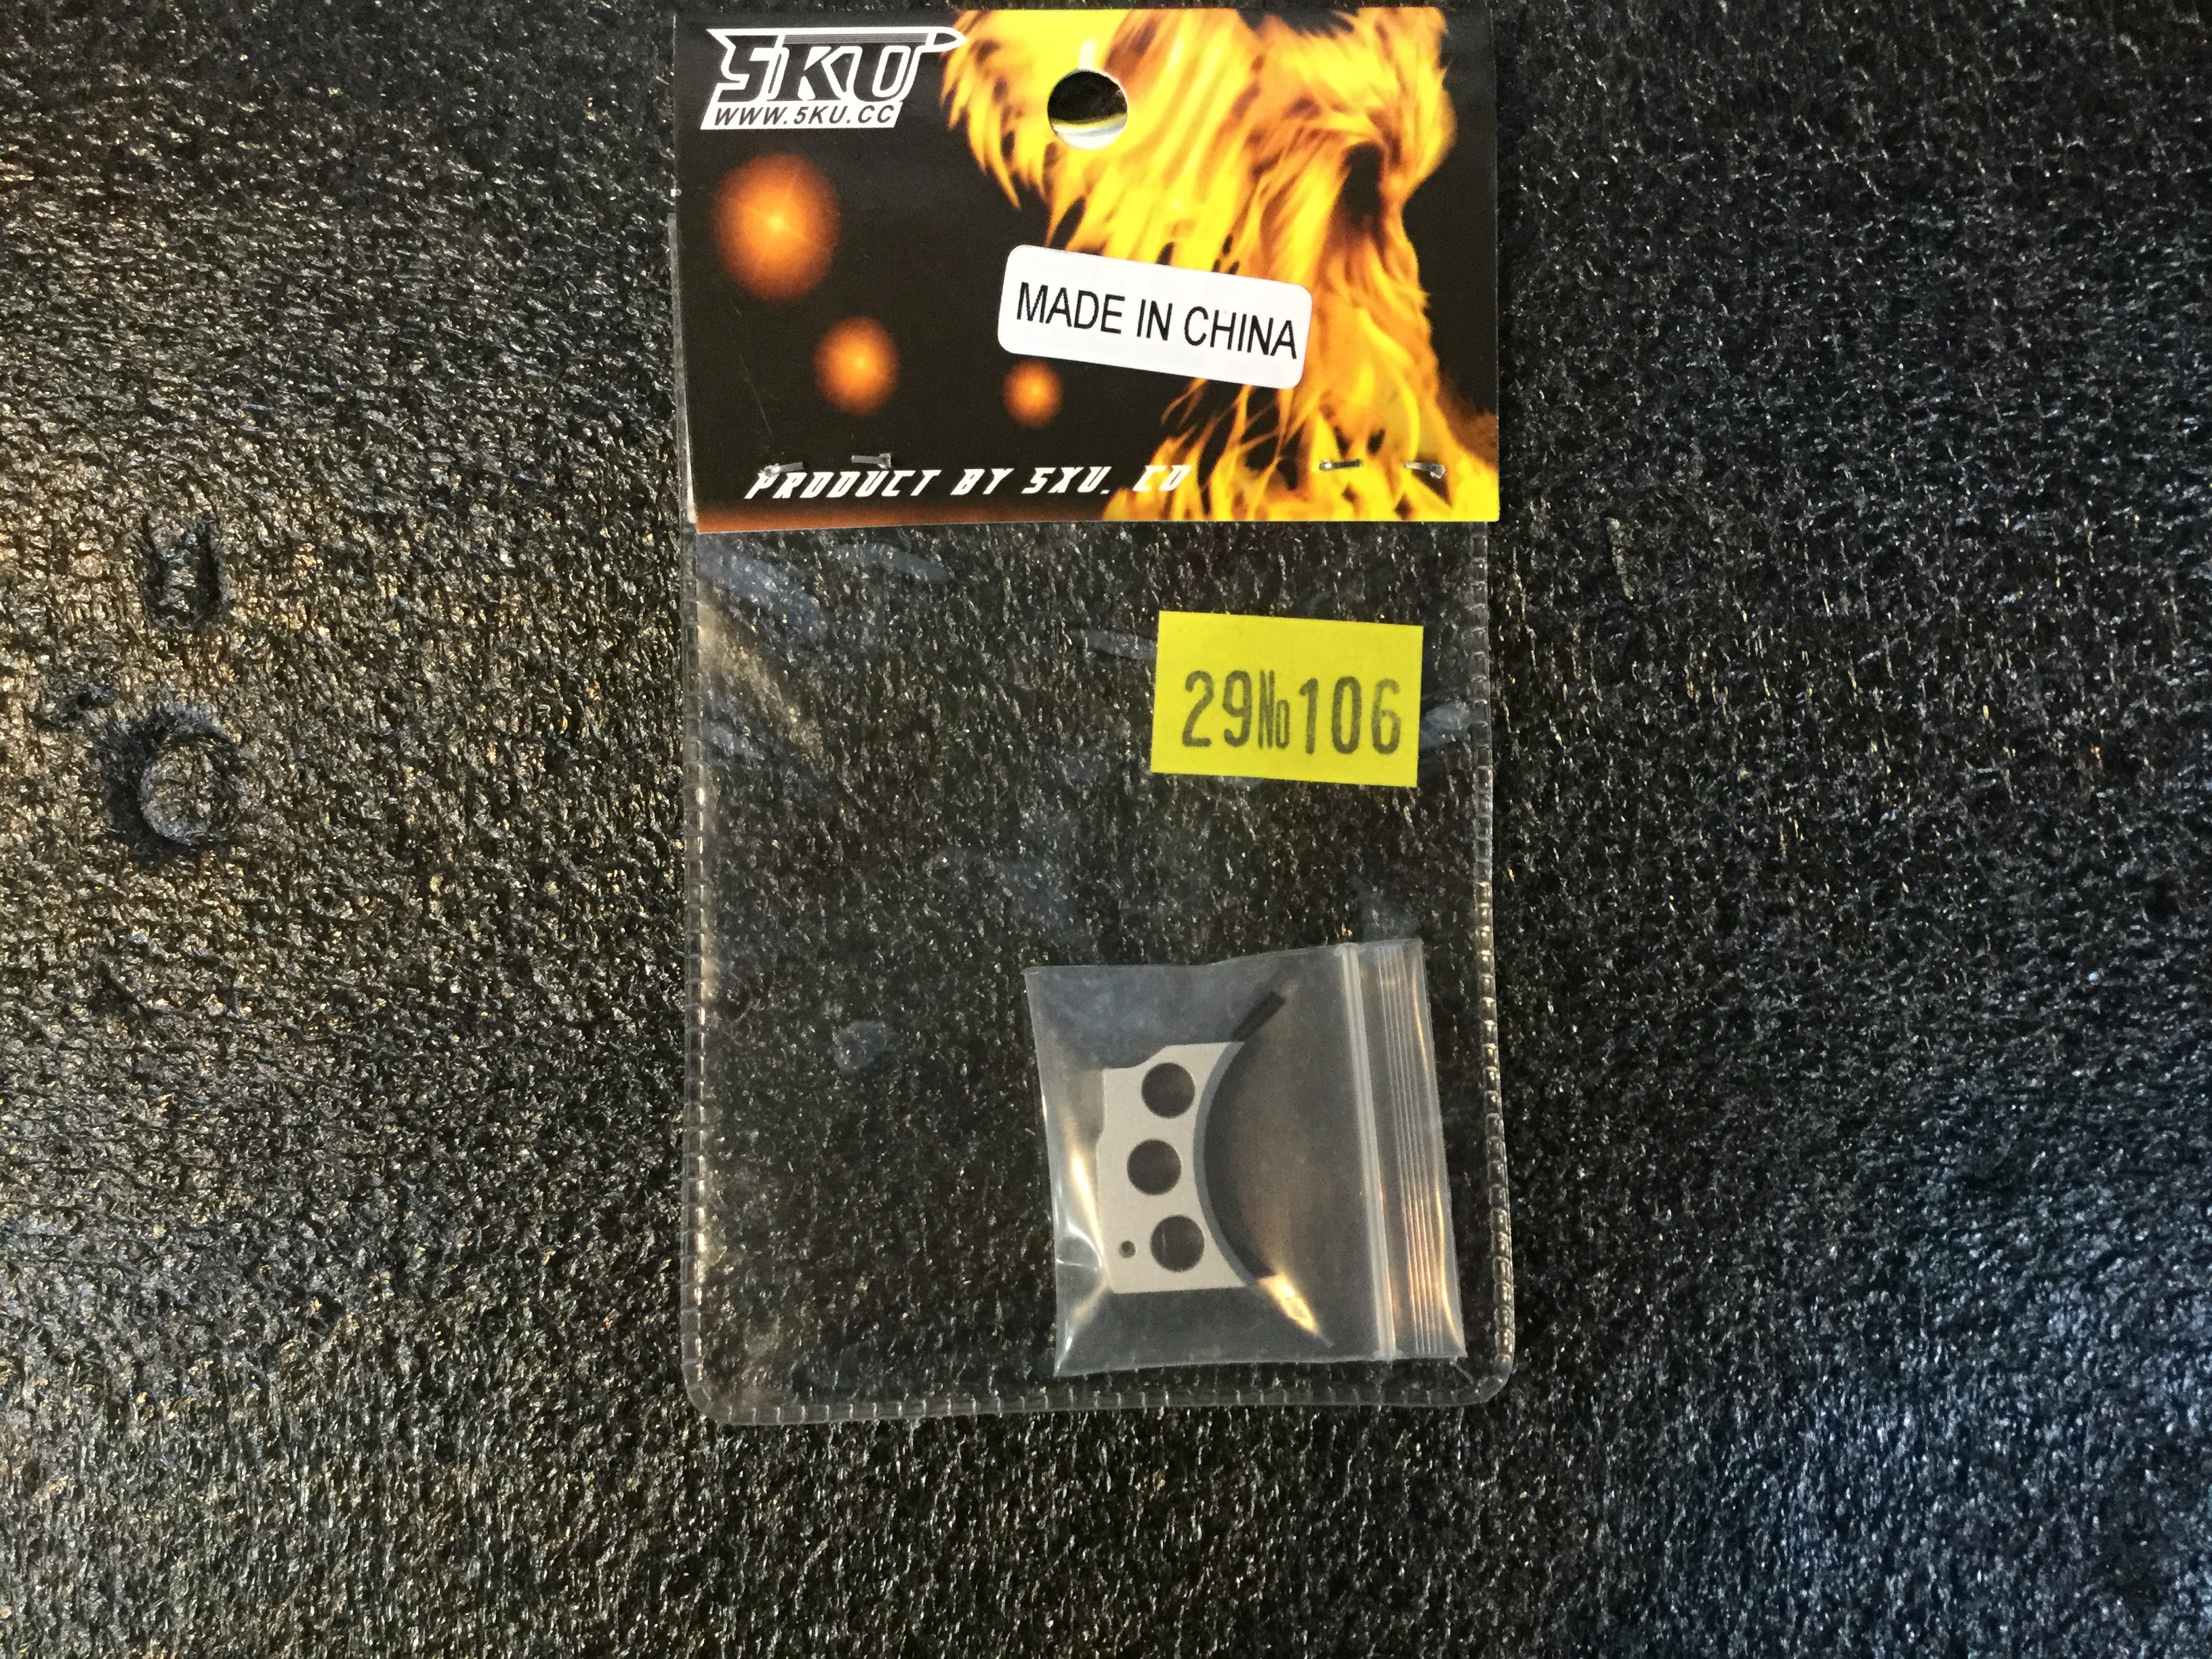 5KU
WWW.5KU.CC
MADE IN CHINA
PRODUCT BY 5KU. CO
29№106